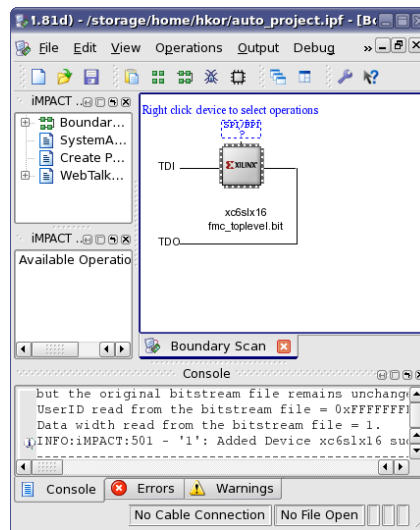 .1.81d) - /storage/home/hkor/auto_project.ipf - [Bo
File Edit View Operations Output Debug »
iMPACT ..
Boundar...
SystemA...
Create P...
WebTalk...
iMPACT ..
Available Operatio
Right click device to select operations
SPI/BPI
?
TDI
XILINX
xc6slx16
fmc_toplevel.bit
TDO
Boundary Scan
Console
but the original bitstream file remains unchange
UserID read from the bitstream file = 0xFFFFFFF
Data width read from the bitstream file = 1.
INFO:iMPACT:501 - '1': Added Device xc6slx16 suc
Console Errors Warnings
No Cable Connection No File Open